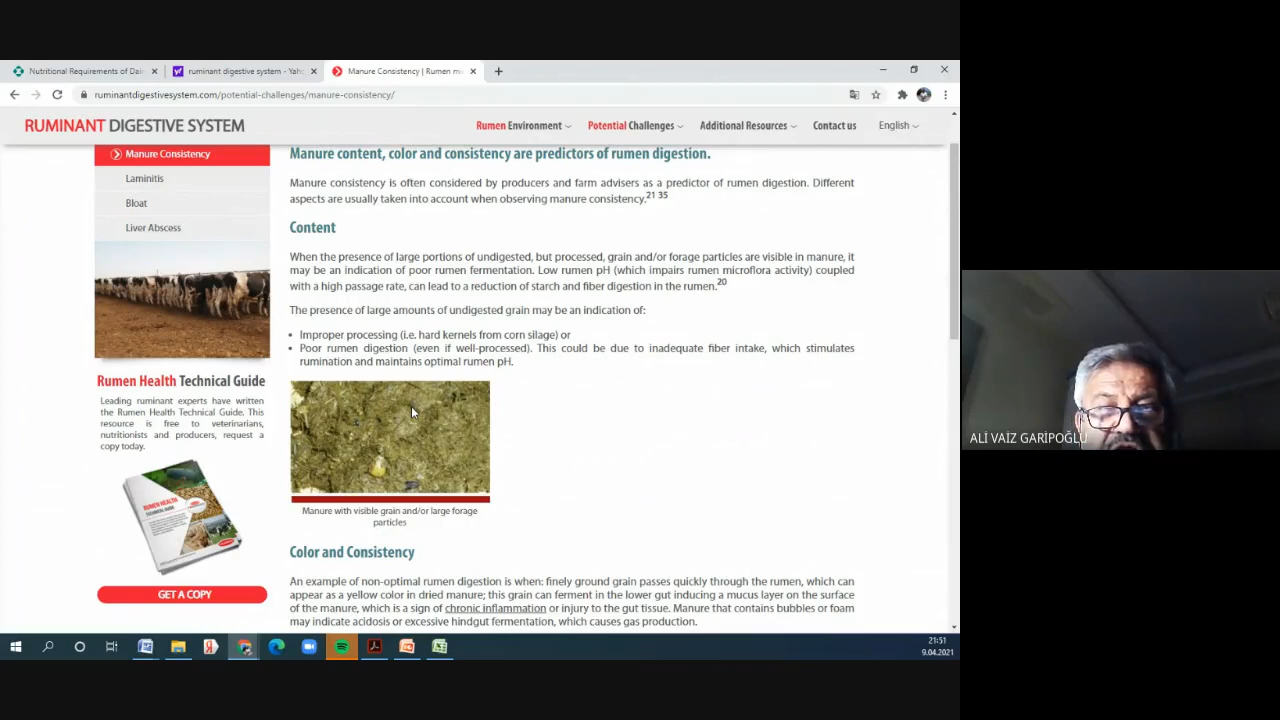 Nutritional Requirements of Dai
ruminant digestive system - Yaho
Manure Consistency | Rumen mi
ruminantdigestivesystem.com/potential-challenges/manure-consistency/
RUMINANT DIGESTIVE SYSTEM
Rumen Environment
Potential Challenges
Additional Resources
Contact us
English
Manure Consistency
Laminitis
Bloat
Liver Abscess
Rumen Health Technical Guide
Leading ruminant experts have written
the Rumen Health Technical Guide. This
resource is free to veterinarians,
nutritionists and producers, request a
copy today.
RUMEN HEALTH
TECHNICAL GUIDE
GET A COPY
Manure content, color and consistency are predictors of rumen digestion.
Manure consistency is often considered by producers and farm advisers as a predictor of rumen digestion. Different
aspects are usually taken into account when observing manure consistency.21 35
Content
When the presence of large portions of undigested, but processed, grain and/or forage particles are visible in manure, it
may be an indication of poor rumen fermentation. Low rumen pH (which impairs rumen microflora activity) coupled
with a high passage rate, can lead to a reduction of starch and fiber digestion in the rumen.20
The presence of large amounts of undigested grain may be an indication of:
• Improper processing (i.e. hard kernels from corn silage) or
• Poor rumen digestion (even if well-processed). This could be due to inadequate fiber intake, which stimulates
rumination and maintains optimal rumen pH.
Manure with visible grain and/or large forage
particles
Color and Consistency
An example of non-optimal rumen digestion is when: finely ground grain passes quickly through the rumen, which can
appear as a yellow color in dried manure; this grain can ferment in the lower gut inducing a mucus layer on the surface
of the manure, which is a sign of chronic inflammation or injury to the gut tissue. Manure that contains bubbles or foam
may indicate acidosis or excessive hindgut fermentation, which causes gas production.
21:51
9.04.2021
ALİ VAİZ GARİPOĞLU